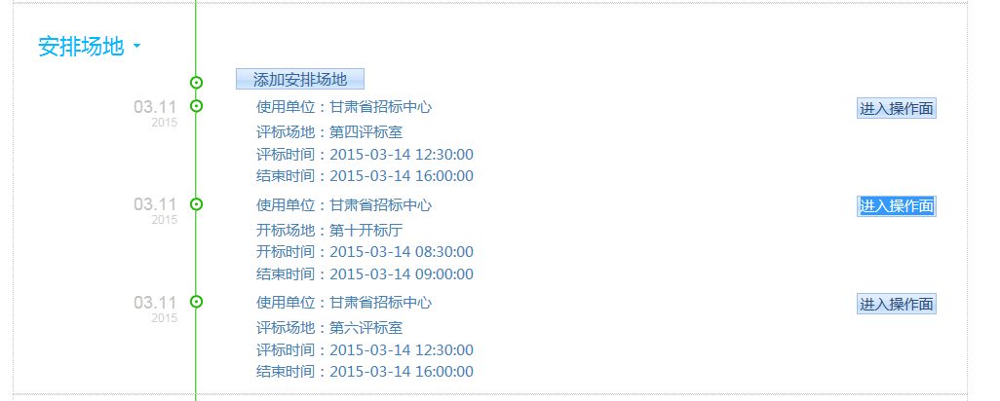 安排场地
添加安排场地
03.11
2015
使用单位：甘肃省招标中心
进入操作面
评标场地：第四评标室
评标时间：2015-03-14 12:30:00
结束时间：2015-03-14 16:00:00
03.11
2015
使用单位：甘肃省招标中心
进入操作面
开标场地：第十开标厅
开标时间：2015-03-14 08:30:00
结束时间：2015-03-14 09:00:00
03.11
2015
使用单位：甘肃省招标中心
进入操作面
评标场地：第六评标室
评标时间：2015-03-14 12:30:00
结束时间：2015-03-14 16:00:00